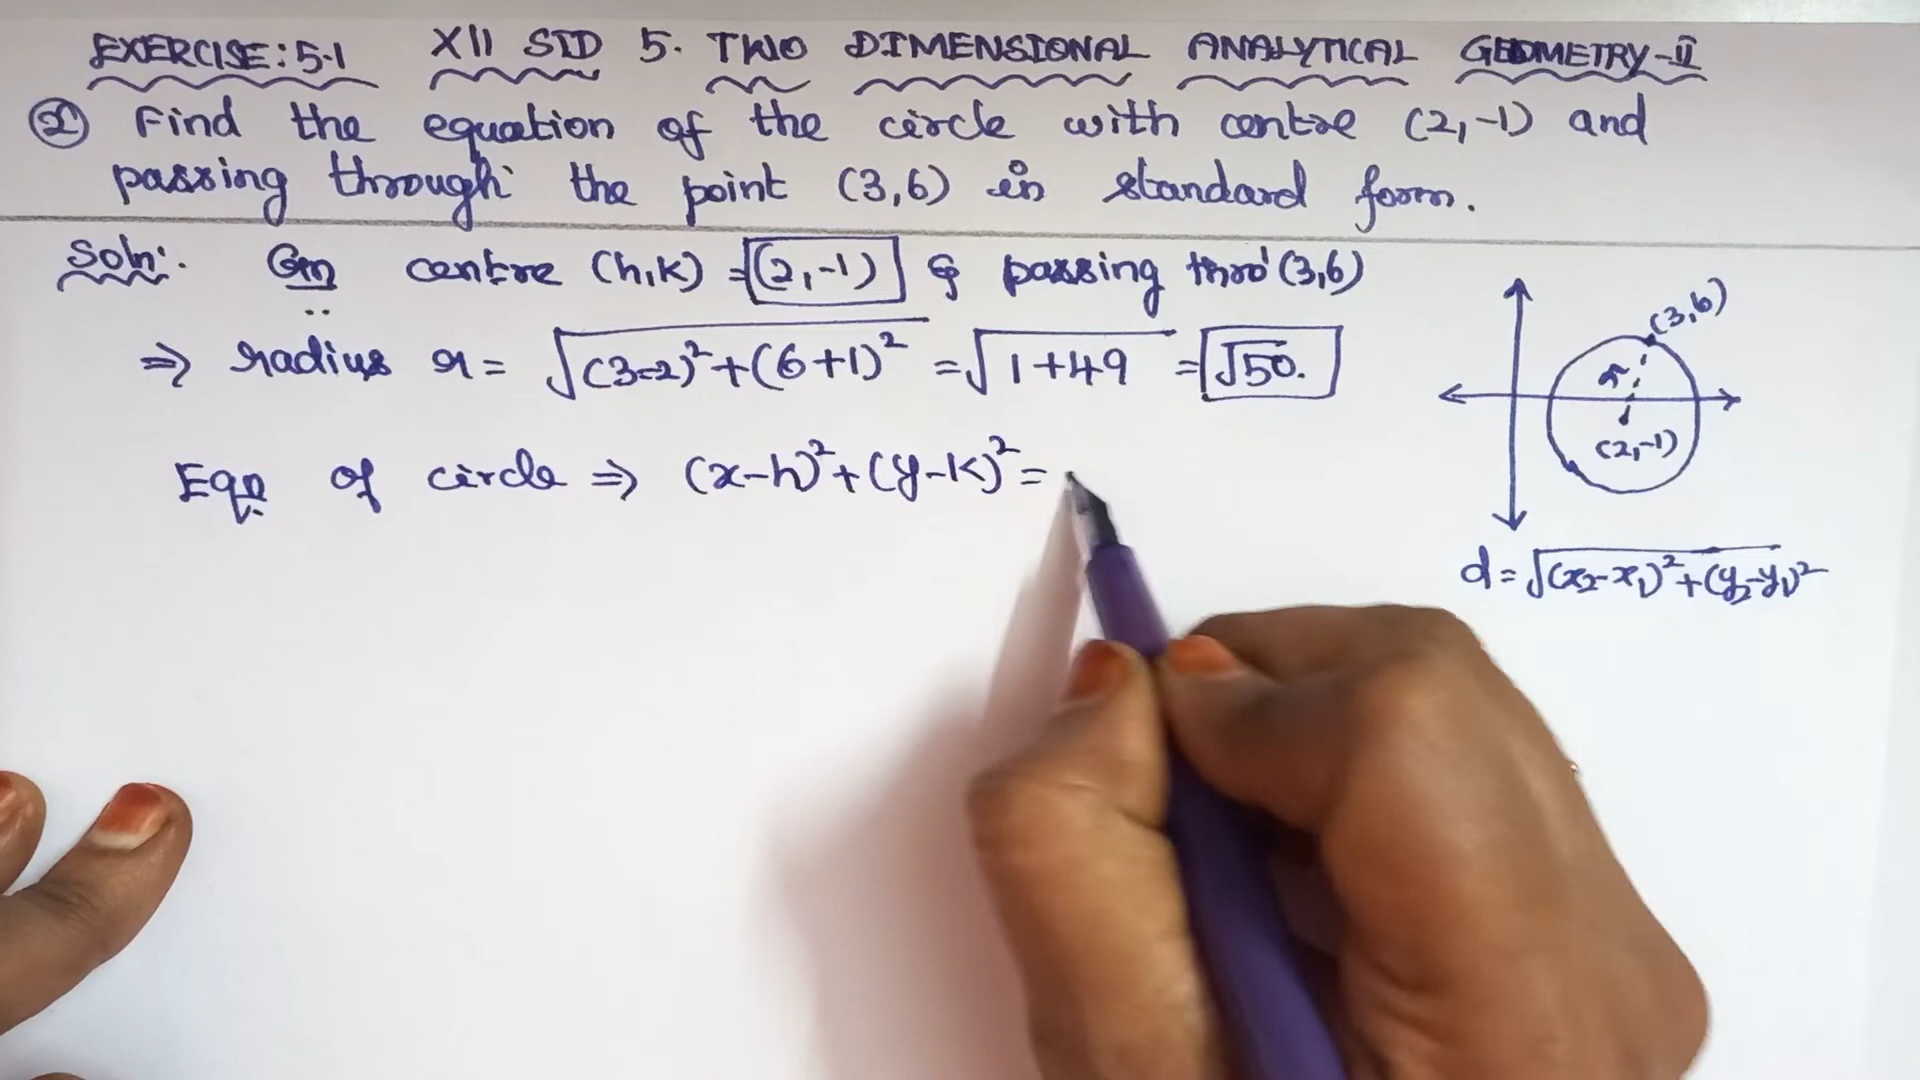 EXERCISE: 5.1 XII STD 5. TWO DIMENSIONAL ANALYTICAL GEOMETRY-II
② Find the equation of the circle with centre (2,-1) and
passing through the point (3,6) in standard form.
Soln: Gn centre (h,k) = (2,-1) & passing thro' (3,6)
⇒ radius r = √(3-2)²+(6+1)² = √1+49 = √50.
Eqn of circle ⇒ (x-h)²+(y-k)² =
(3,6)
r
(2,-1)
d = √(x₂-x₁)²+(y₂-y₁)²